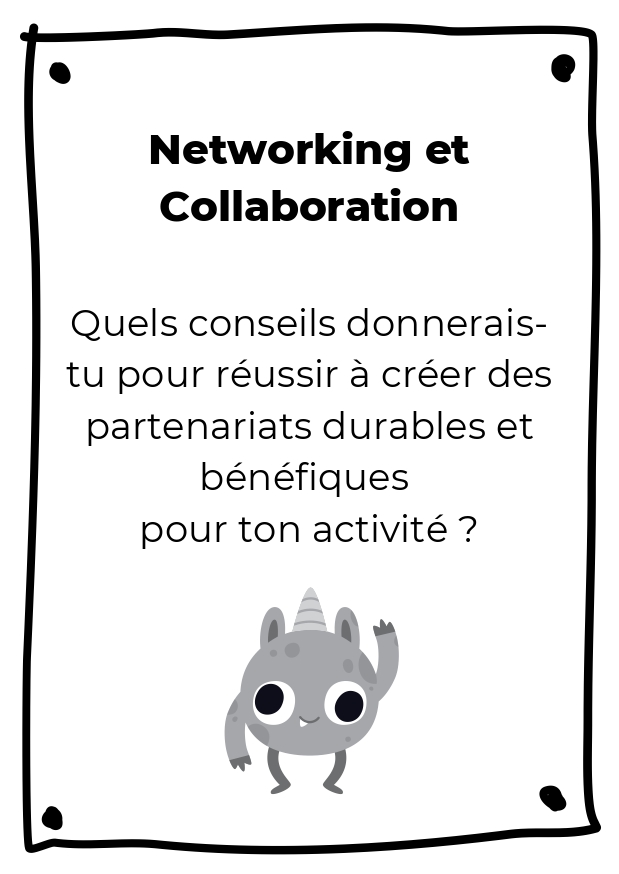 Networking et
Collaboration
Quels conseils donnerais-
tu pour réussir à créer des
partenariats durables et
bénéfiques
pour ton activité ?